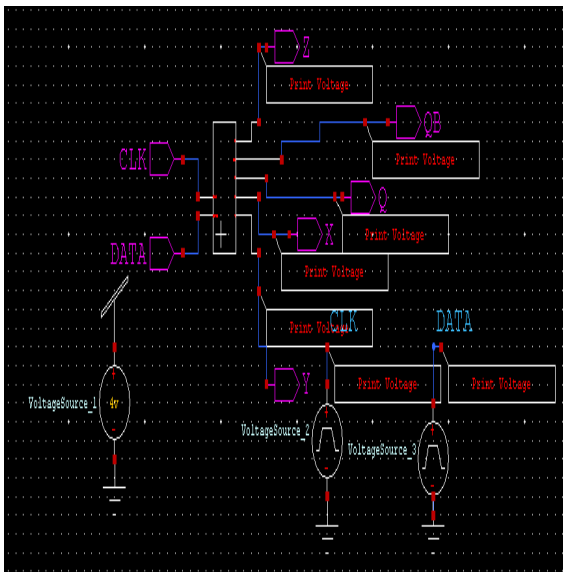 Z
Print Voltage
QB
CLK
Print Voltage
Q
X
Print Voltage
DATA
Print Voltage
Print Voltage
CLK
DATA
Y
Print Voltage
Print Voltage
VoltageSource_1
4v
VoltageSource_2
VoltageSource_3